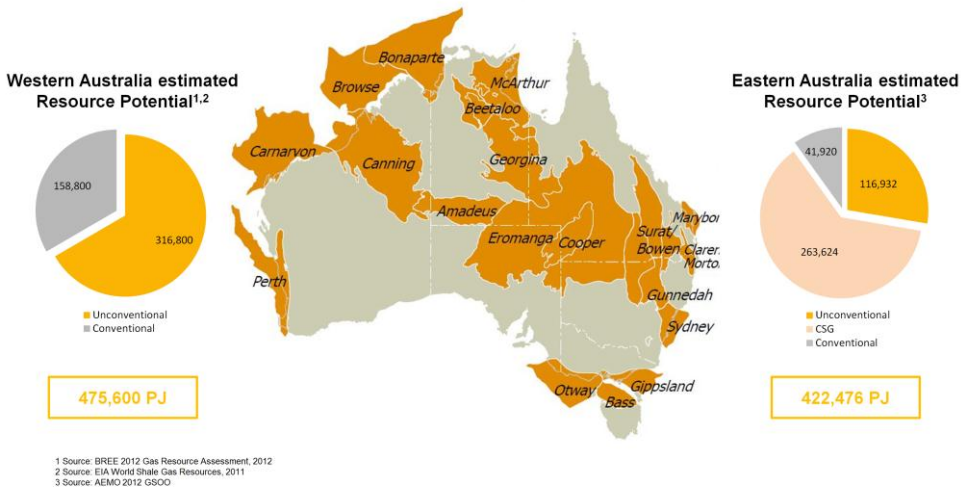 Western Australia estimated
Resource Potential1,2
158,800
316,800
Unconventional
Conventional
475,600 PJ
Bonaparte
Browse
McArthur
Beetaloo
Carnarvon
Canning
Georgina
Amadeus
Eromanga
Cooper
Surat/
Bowen
Marybor
Claren
Morto
Perth
Gunnedah
Sydney
Otway
Bass
Gippsland
Eastern Australia estimated
Resource Potential3
41,920
116,932
263,624
Unconventional
CSG
Conventional
422,476 PJ
1 Source: BREE 2012 Gas Resource Assessment, 2012
2 Source: EIA World Shale Gas Resources, 2011
3 Source: AEMO 2012 GSOO